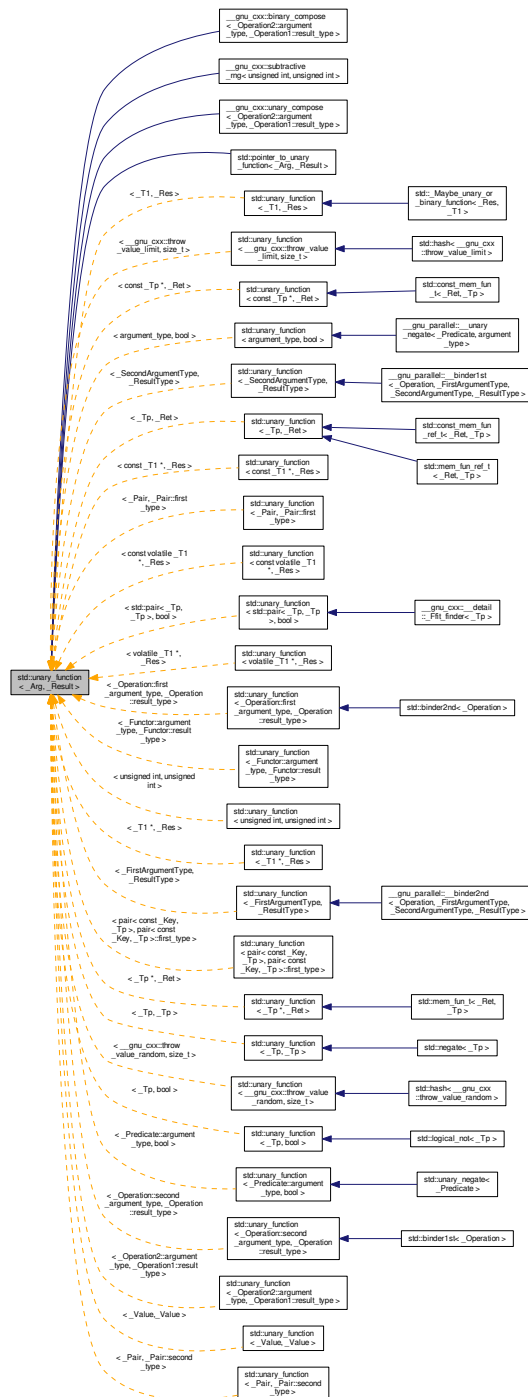 __gnu_cxx::binary_compose
< _Operation2::argument
_type, _Operation1::result_type >
__gnu_cxx::subtractive
_rng< unsigned int, unsigned int >
__gnu_cxx::unary_compose
< _Operation2::argument
_type, _Operation1::result_type >
std::pointer_to_unary
_function< _Arg, _Result >
< _T1, _Res >
std::unary_function
< _T1, _Res >
std::_Maybe_unary_or
_binary_function< _Res,
_T1 >
< __gnu_cxx::throw
_value_limit, size_t >
std::unary_function
< __gnu_cxx::throw_value
_limit, size_t >
std::hash< __gnu_cxx
::throw_value_limit >
< const _Tp *, _Ret >
std::unary_function
< const _Tp *, _Ret >
std::const_mem_fun
_t< _Ret, _Tp >
< argument_type, bool >
std::unary_function
< argument_type, bool >
__gnu_parallel::__unary
_negate< _Predicate, argument
_type >
< _SecondArgumentType,
_ResultType >
std::unary_function
< _SecondArgumentType,
_ResultType >
__gnu_parallel::__binder1st
< _Operation, _FirstArgumentType,
_SecondArgumentType, _ResultType >
< _Tp, _Ret >
std::unary_function
< _Tp, _Ret >
std::const_mem_fun
_ref_t< _Ret, _Tp >
std::mem_fun_ref_t
< _Ret, _Tp >
< const _T1 *, _Res >
std::unary_function
< const _T1 *, _Res >
< _Pair, _Pair::first
_type >
std::unary_function
< _Pair, _Pair::first
_type >
< const volatile _T1
*, _Res >
std::unary_function
< const volatile _T1
*, _Res >
< std::pair< _Tp,
_Tp >, bool >
std::unary_function
< std::pair< _Tp, _Tp
>, bool >
__gnu_cxx::__detail
::_Ffit_finder< _Tp >
< volatile _T1 *,
_Res >
std::unary_function
< volatile _T1 *, _Res >
std::unary_function
< _Arg, _Result >
< _Operation::first
_argument_type, _Operation
::result_type >
std::unary_function
< _Operation::first
_argument_type, _Operation
::result_type >
std::binder2nd< _Operation >
< _Functor::argument
_type, _Functor::result
_type >
std::unary_function
< _Functor::argument
_type, _Functor::result
_type >
< unsigned int, unsigned
int >
std::unary_function
< unsigned int, unsigned int >
< _T1 *, _Res >
std::unary_function
< _T1 *, _Res >
< _FirstArgumentType,
_ResultType >
std::unary_function
< _FirstArgumentType,
_ResultType >
__gnu_parallel::__binder2nd
< _Operation, _FirstArgumentType,
_SecondArgumentType, _ResultType >
< pair< const _Key,
_Tp >, pair< const
_Key, _Tp >::first_type >
std::unary_function
< pair< const _Key,
_Tp >, pair< const
_Key, _Tp >::first_type >
< _Tp *, _Ret >
std::unary_function
< _Tp *, _Ret >
std::mem_fun_t< _Ret,
_Tp >
< _Tp, _Tp >
std::unary_function
< _Tp, _Tp >
std::negate< _Tp >
< __gnu_cxx::throw
_value_random, size_t >
std::unary_function
< __gnu_cxx::throw_value
_random, size_t >
std::hash< __gnu_cxx
::throw_value_random >
< _Tp, bool >
std::unary_function
< _Tp, bool >
std::logical_not< _Tp >
< _Predicate::argument
_type, bool >
std::unary_function
< _Predicate::argument
_type, bool >
std::unary_negate<
_Predicate >
< _Operation::second
_argument_type, _Operation
::result_type >
std::unary_function
< _Operation::second
_argument_type, _Operation
::result_type >
std::binder1st< _Operation >
< _Operation2::argument
_type, _Operation1::result
_type >
std::unary_function
< _Operation2::argument
_type, _Operation1::result_type >
< _Value, _Value >
std::unary_function
< _Value, _Value >
< _Pair, _Pair::second
_type >
std::unary_function
< _Pair, _Pair::second
_type >